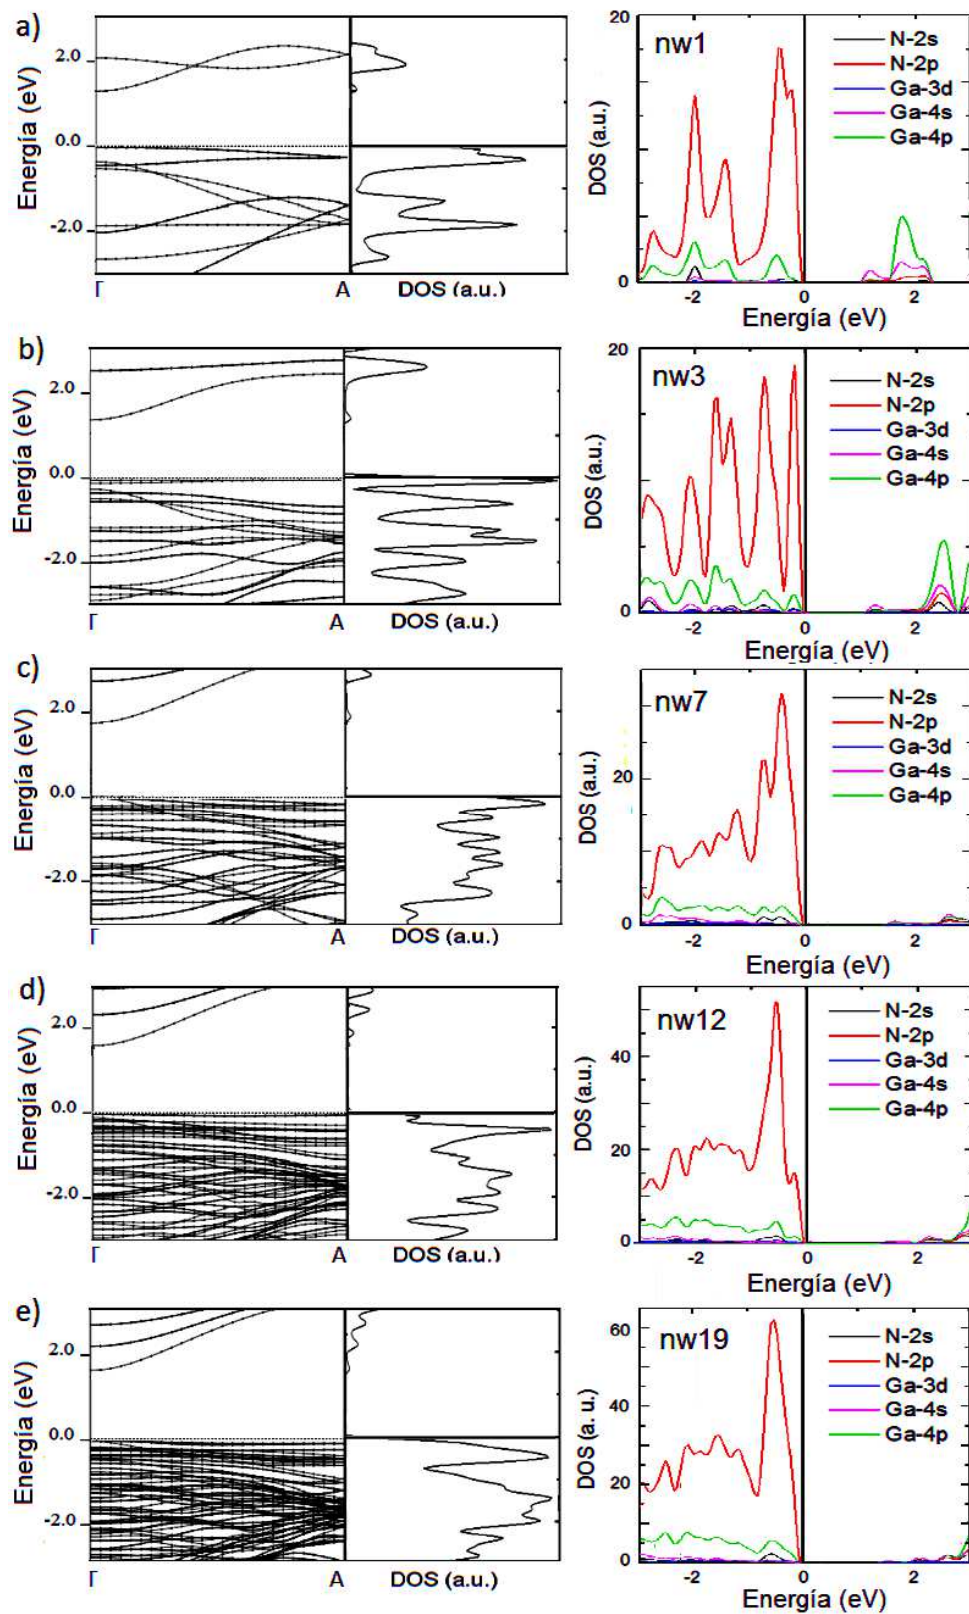 a)
Energía (eV)
2.0
0.0
-2.0
Γ
A
DOS (a.u.)
nw1
N-2s
N-2p
Ga-3d
Ga-4s
Ga-4p
DOS (a.u.)
20
10
0
-2
0
2
Energía (eV)
b)
Energía (eV)
2.0
0.0
-2.0
Γ
A
DOS (a.u.)
nw3
N-2s
N-2p
Ga-3d
Ga-4s
Ga-4p
DOS (a.u.)
20
10
0
-2
0
2
Energía (eV)
c)
Energía (eV)
2.0
0.0
-2.0
Γ
A
DOS (a.u.)
nw7
N-2s
N-2p
Ga-3d
Ga-4s
Ga-4p
DOS (a.u.)
20
0
-2
0
2
Energía (eV)
d)
Energía (eV)
2.0
0.0
-2.0
Γ
A
DOS (a.u.)
nw12
N-2s
N-2p
Ga-3d
Ga-4s
Ga-4p
DOS (a.u.)
40
20
0
-2
0
2
Energía (eV)
e)
Energía (eV)
2.0
0.0
-2.0
Γ
A
DOS (a.u.)
nw19
N-2s
N-2p
Ga-3d
Ga-4s
Ga-4p
DOS (a. u.)
60
40
20
0
-2
0
2
Energía (eV)